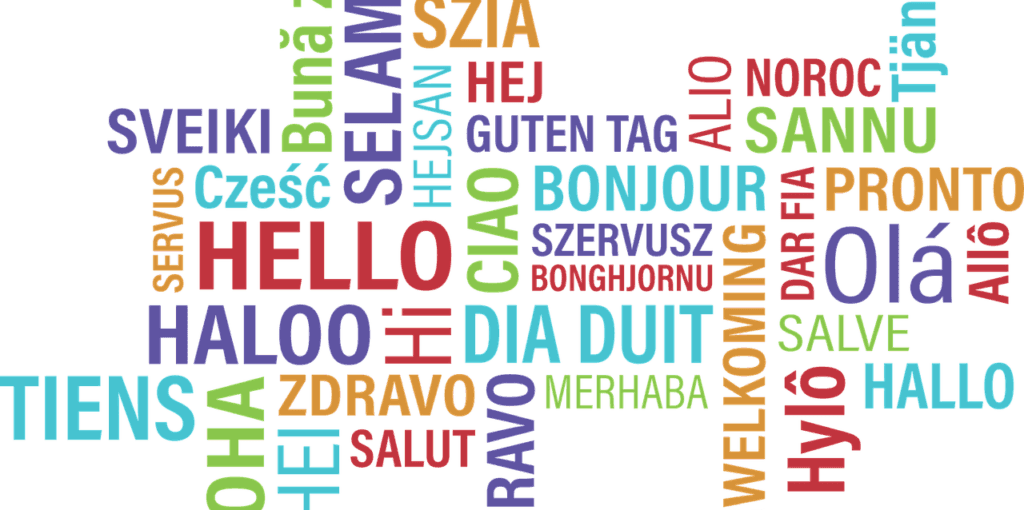 SZIA
Bună z
SELAM
HEJSAN
HEJ
ALIO
NOROC
Tjän
SVEIKI
GUTEN TAG
SANNU
SERVUS
Cześć
CIAO
BONJOUR
DAR FIA
PRONTO
HELLO
SZERVUSZ
BONGHJORNU
WELKOMING
Olá
Allô
HALOO
Hi
DIA DUIT
SALVE
TIENS
OHA
ZDRAVO
RAVO
MERHABA
Hylô
HALLO
HEI
SALUT